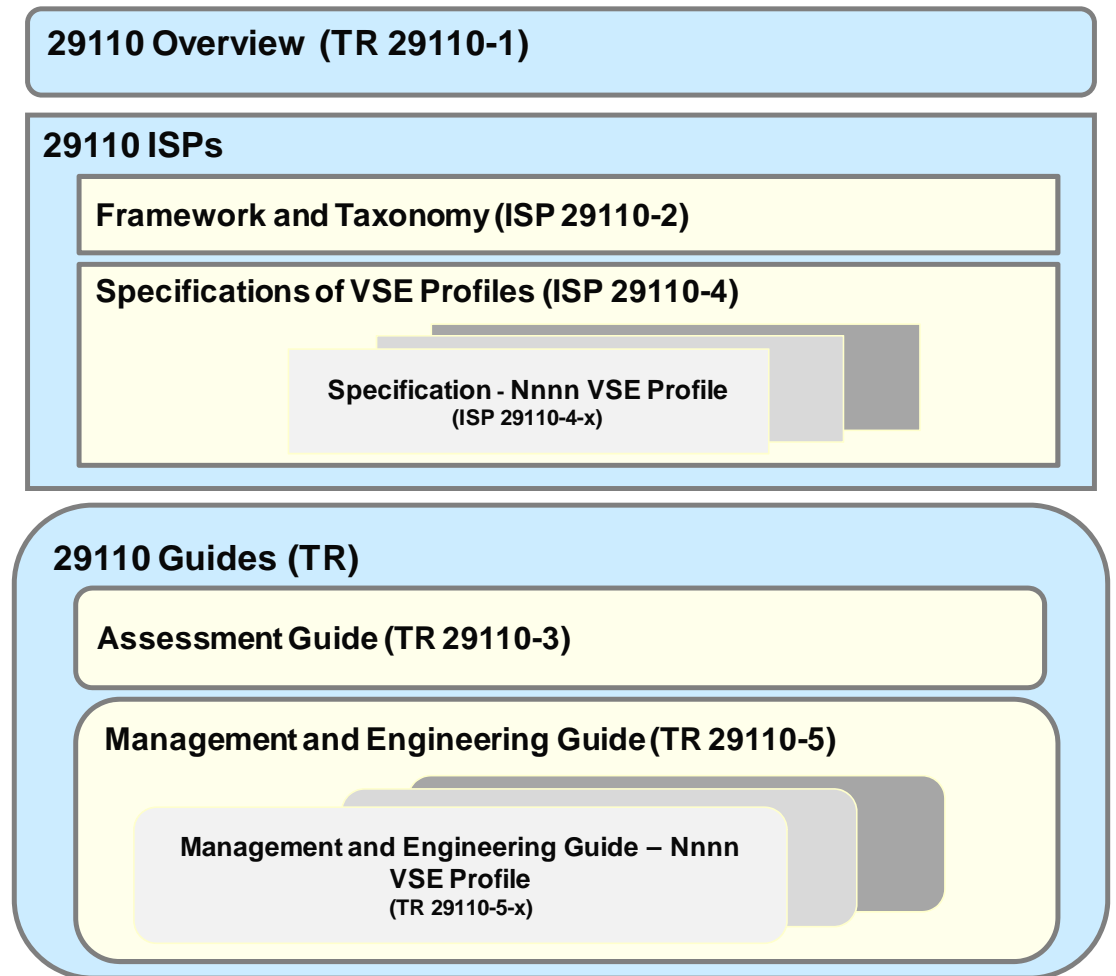 29110 Overview (TR 29110-1)
29110 ISPs
Framework and Taxonomy (ISP 29110-2)
Specifications of VSE Profiles (ISP 29110-4)
Specification - Nnnn VSE Profile
(ISP 29110-4-x)
29110 Guides (TR)
Assessment Guide (TR 29110-3)
Management and Engineering Guide (TR 29110-5)
Management and Engineering Guide – Nnnn
VSE Profile
(TR 29110-5-x)